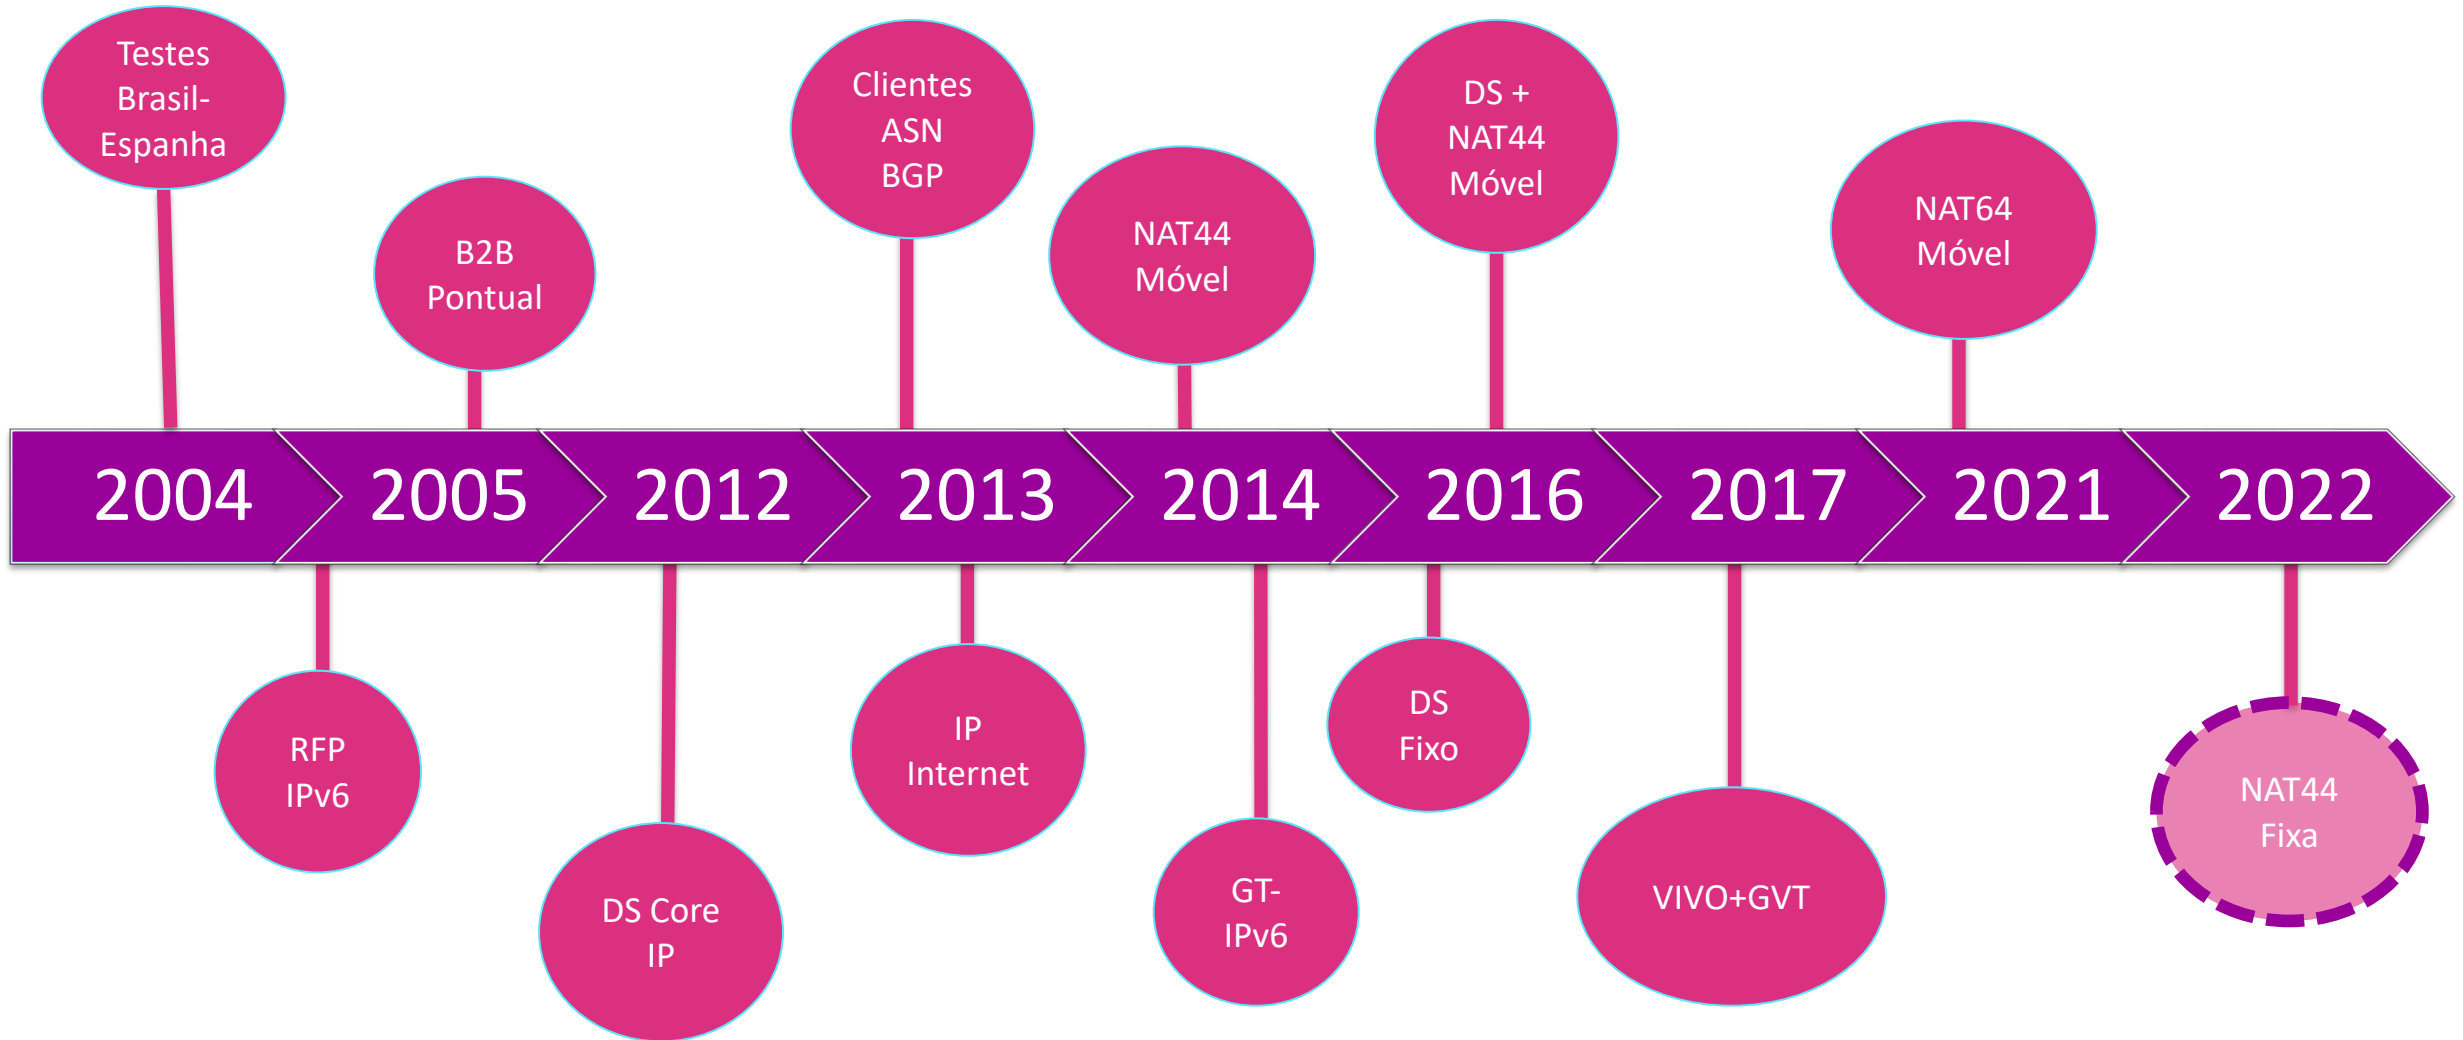 Testes
Brasil-
Espanha
B2B
Pontual
Clientes
ASN
BGP
NAT44
Móvel
DS +
NAT44
Móvel
NAT64
Móvel
2004
2005
2012
2013
2014
2016
2017
2021
2022
RFP
IPv6
DS Core
IP
IP
Internet
GT-
IPv6
DS
Fixo
VIVO+GVT
NAT44
Fixa